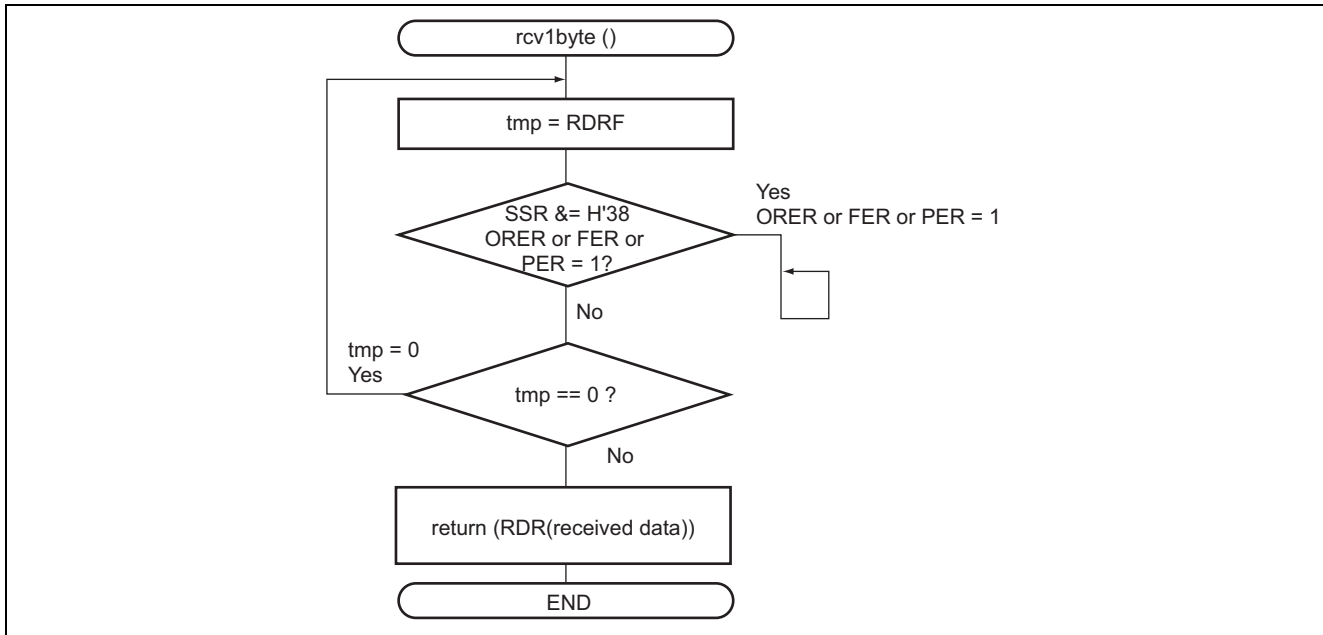 rcv1byte ()
tmp = RDRF
SSR &= H'38
ORER or FER or
PER = 1?
Yes
ORER or FER or PER = 1
No
tmp = 0
Yes
tmp == 0 ?
No
return (RDR(received data))
END